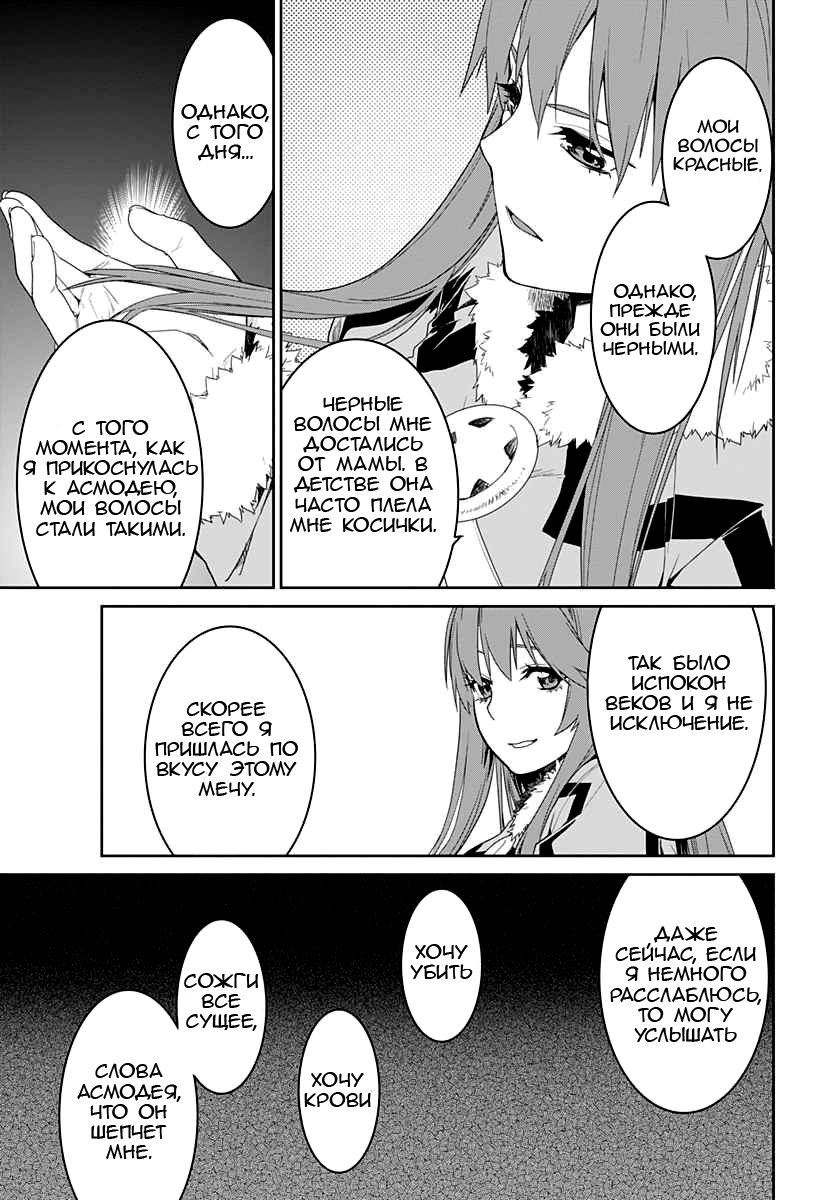 МОИ
ВОЛОСЫ
КРАСНЫЕ.
ОДНАКО,
ПРЕЖДЕ
ОНИ БЫЛИ
ЧЕРНЫМИ.
ЧЕРНЫЕ
ВОЛОСЫ МНЕ
ДОСТАЛИСЬ
ОТ МАМЫ. В
ДЕТСТВЕ ОНА
ЧАСТО ПЛЕЛА
МНЕ КОСИЧКИ.
ОДНАКО,
С ТОГО
ДНЯ...
С ТОГО
МОМЕНТА, КАК
Я ПРИКОСНУЛАСЬ
К АСМОДЕЮ,
МОИ ВОЛОСЫ
СТАЛИ ТАКИМИ.
ТАК БЫЛО
ИСПОКОН
ВЕКОВ И Я НЕ
ИСКЛЮЧЕНИЕ.
СКОРЕЕ
ВСЕГО Я
ПРИШЛАСЬ ПО
ВКУСУ ЭТОМУ
МЕЧУ.
ДАЖЕ
СЕЙЧАС, ЕСЛИ
Я НЕМНОГО
РАССЛАБЛЮСЬ,
ТО МОГУ
УСЛЫШАТЬ
ХОЧУ
УБИТЬ
ХОЧУ
КРОВИ
СОЖГИ
ВСЕ
СУЩЕЕ,
СЛОВА
АСМОДЕЯ,
ЧТО ОН
ШЕПЧЕТ
МНЕ.